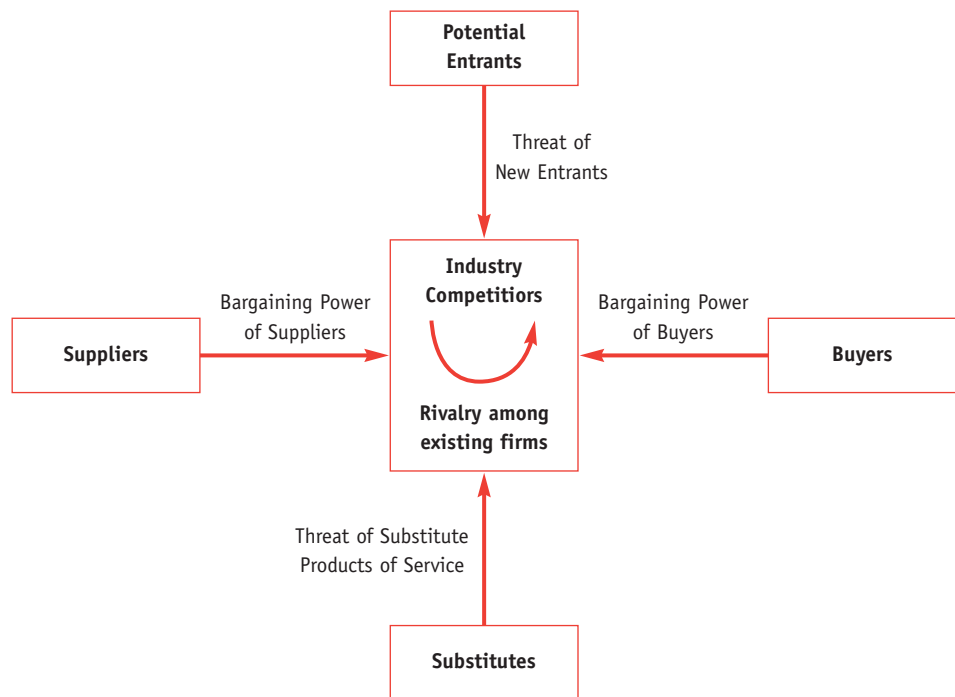 Potential
Entrants
Threat of
New Entrants
Industry
Competitiors
Bargaining Power
of Suppliers
Bargaining Power
of Buyers
Suppliers
Buyers
Rivalry among
existing firms
Threat of Substitute
Products of Service
Substitutes